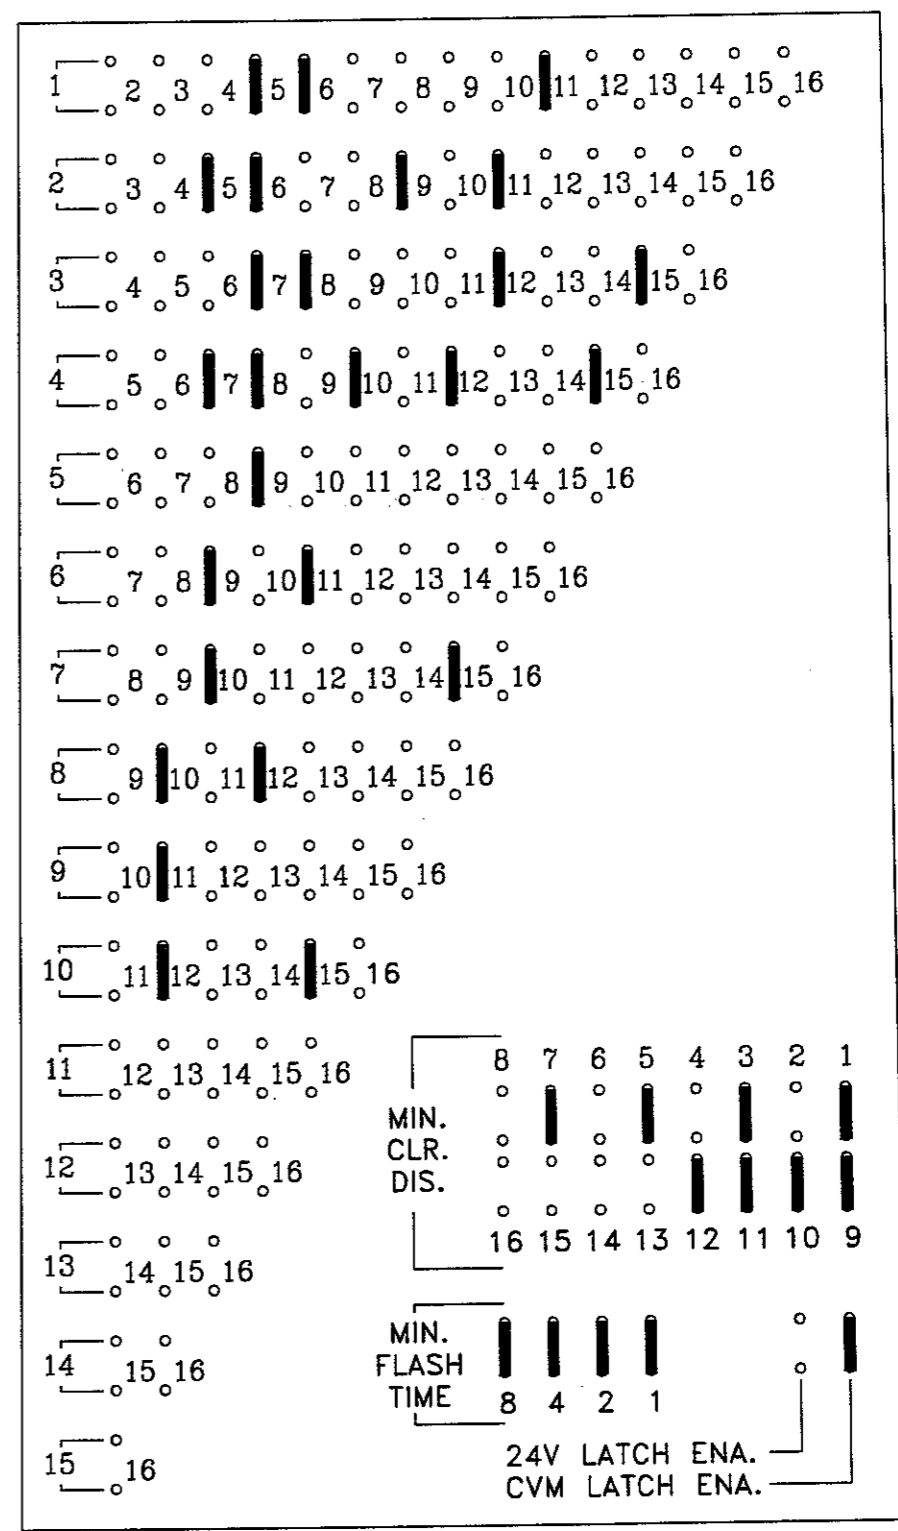 1 2 3 4 5 6 7 8 9 10 11 12 13 14 15 16
2 3 4 5 6 7 8 9 10 11 12 13 14 15 16
3 4 5 6 7 8 9 10 11 12 13 14 15 16
4 5 6 7 8 9 10 11 12 13 14 15 16
5 6 7 8 9 10 11 12 13 14 15 16
6 7 8 9 10 11 12 13 14 15 16
7 8 9 10 11 12 13 14 15 16
8 9 10 11 12 13 14 15 16
9 10 11 12 13 14 15 16
10 11 12 13 14 15 16
11 12 13 14 15 16
12 13 14 15 16
13 14 15 16
14 15 16
15 16
8 7 6 5 4 3 2 1
MIN.
CLR.
DIS.
16 15 14 13 12 11 10 9
MIN.
FLASH
TIME
8 4 2 1
24V LATCH ENA.
CVM LATCH ENA.